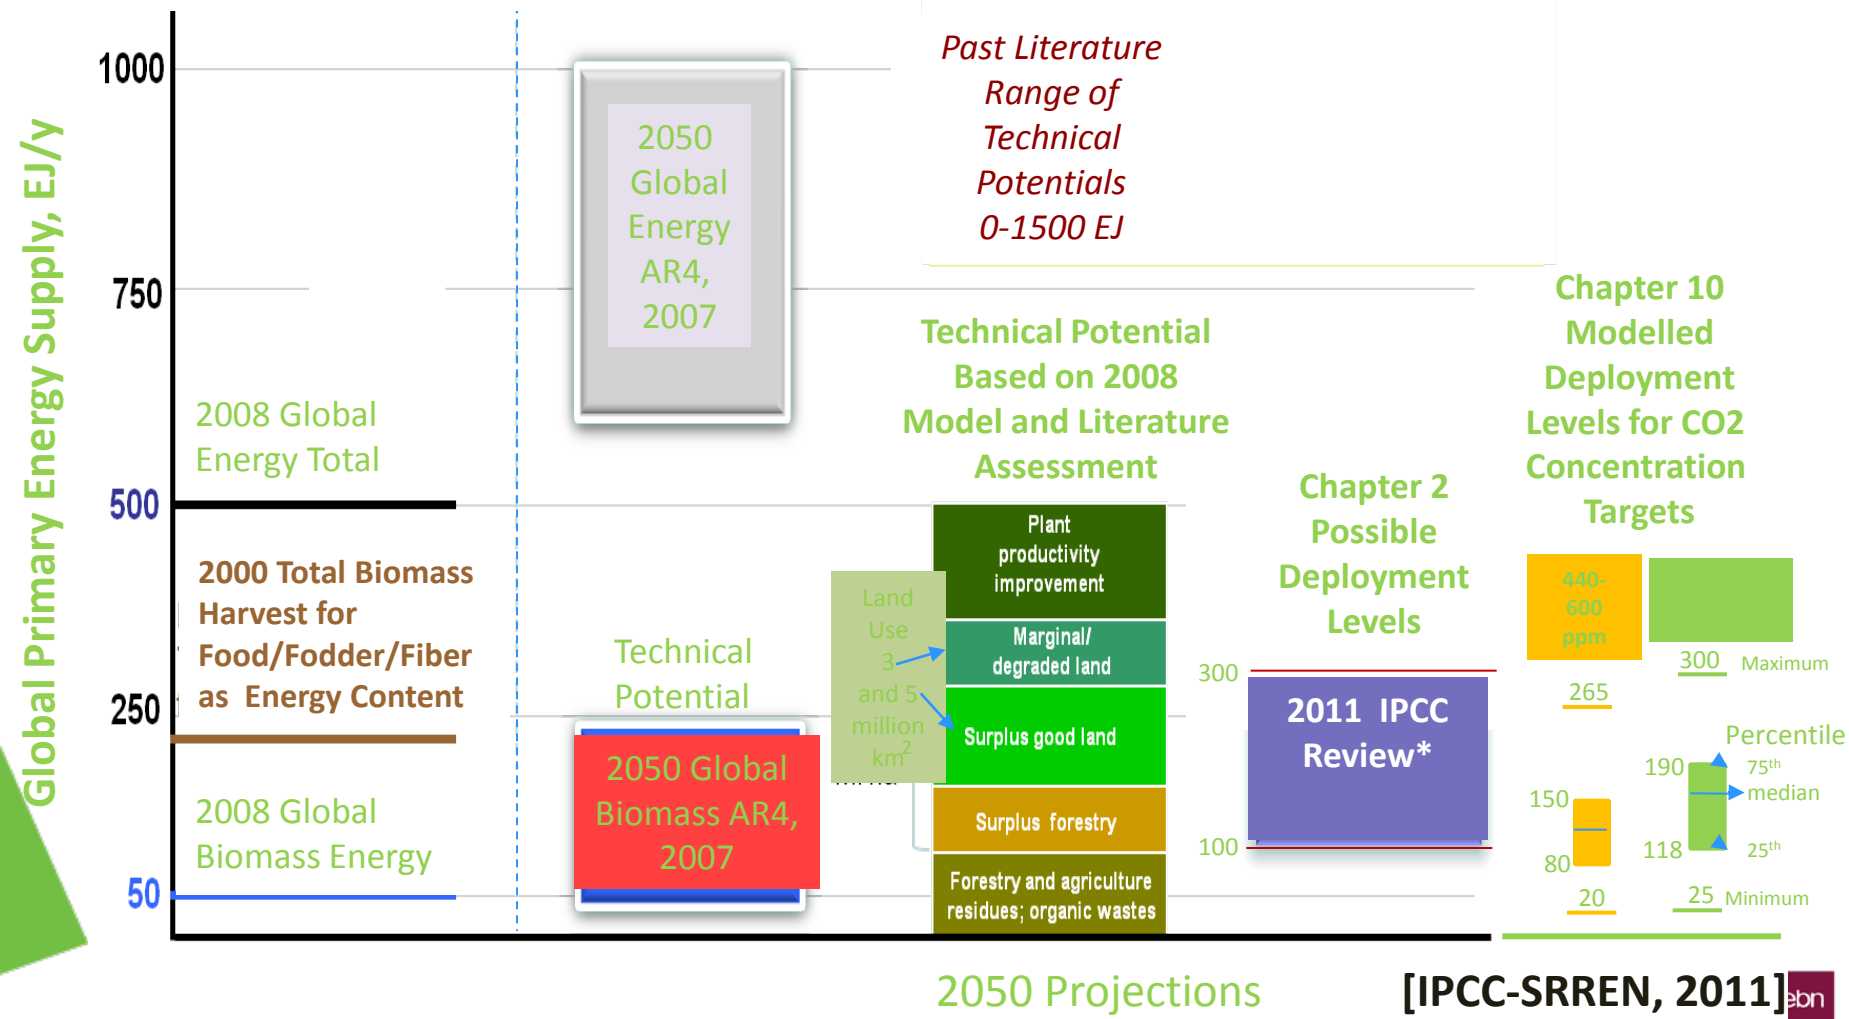 Global Primary Energy Supply, EJ/y
1000
750
500
250
50
2008 Global
Energy Total
2000 Total Biomass
Harvest for
Food/Fodder/Fiber
as Energy Content
2008 Global
Biomass Energy
2050
Global
Energy
AR4,
2007
Technical
Potential
2050 Global
Biomass AR4,
2007
Past Literature
Range of
Technical
Potentials
0-1500 EJ
Technical Potential
Based on 2008
Model and Literature
Assessment
Land
Use
3
and 5
million
km2
Plant
productivity
improvement
Marginal/
degraded land
Surplus good land
Surplus forestry
Forestry and agriculture
residues; organic wastes
Chapter 2
Possible
Deployment
Levels
300
2011 IPCC
Review*
100
Chapter 10
Modelled
Deployment
Levels for CO2
Concentration
Targets
440-
600
ppm
300 Maximum
265
Percentile
190 75th
median
150
118 25th
80
20
25 Minimum
2050 Projections
[IPCC-SRREN, 2011]
ebn